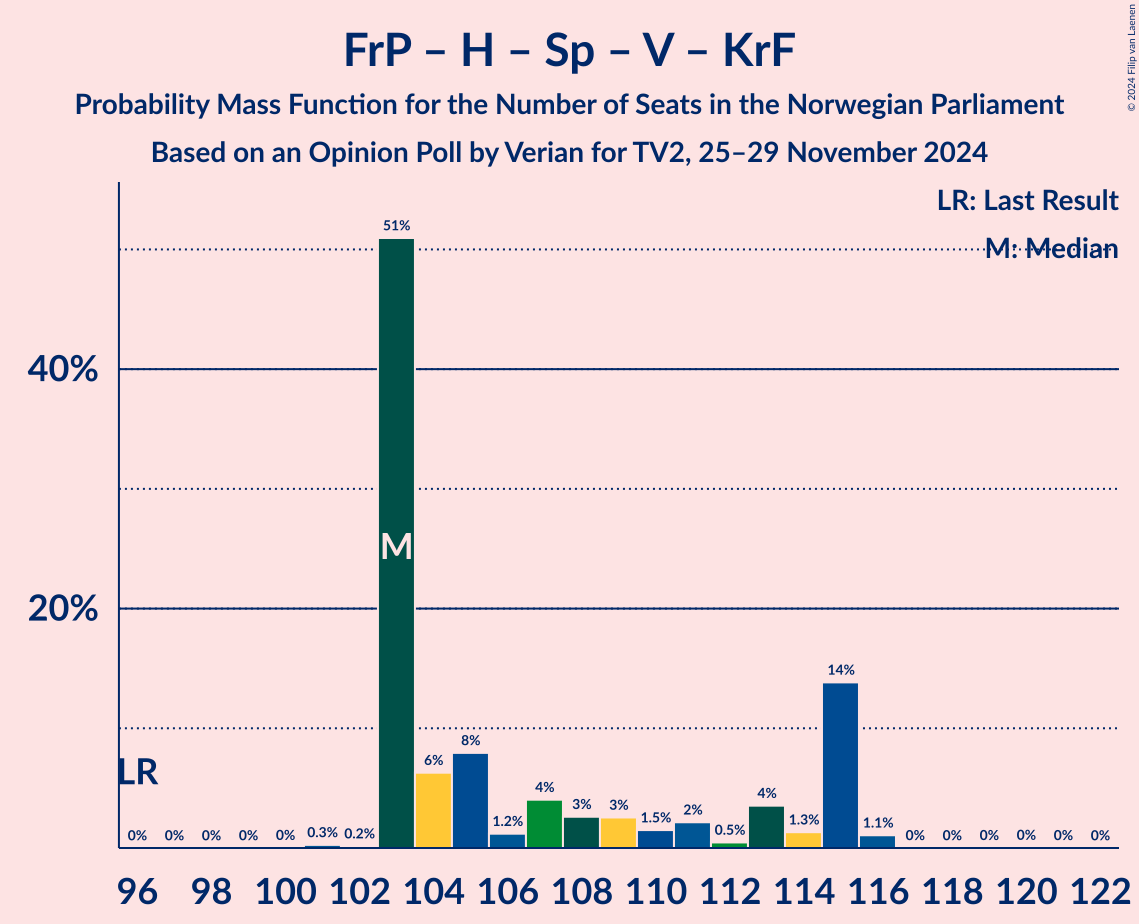 FrP – H – Sp – V – KrF
Probability Mass Function for the Number of Seats in the Norwegian Parliament
Based on an Opinion Poll by Verian for TV2, 25–29 November 2024
© 2024 Filip van Laenen
LR: Last Result
M: Median
40%
20%
LR
M
0% 0% 0% 0% 0% 0.3% 0.2% 51% 6% 8% 1.2% 4% 3% 3% 1.5% 2% 0.5% 4% 1.3% 14% 1.1% 0% 0% 0% 0% 0% 0%
96 98 100 102 104 106 108 110 112 114 116 118 120 122